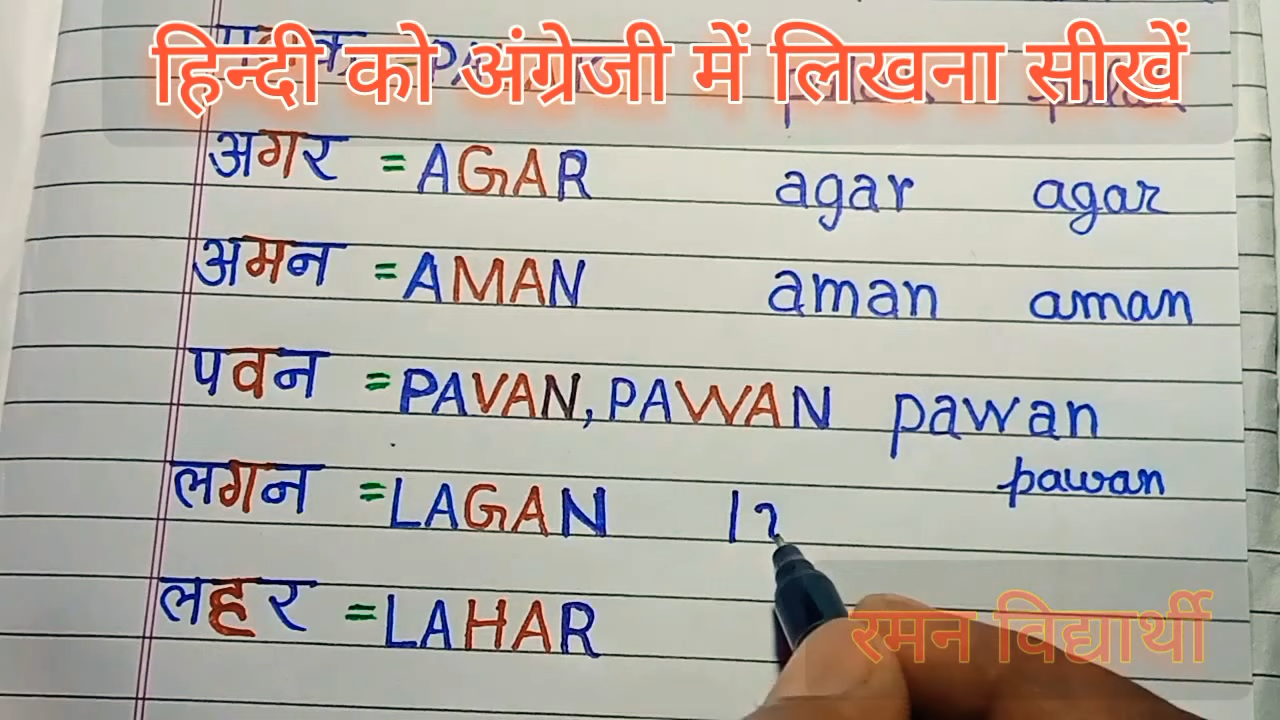 हिन्दी को अंग्रेजी में लिखना सीखें
अगर = AGAR agar agar
अमन = AMAN aman aman
पवन = PAVAN, PAWAN pawan
pawan
लगन = LAGAN
लहर = LAHAR
रमन विद्यार्थी